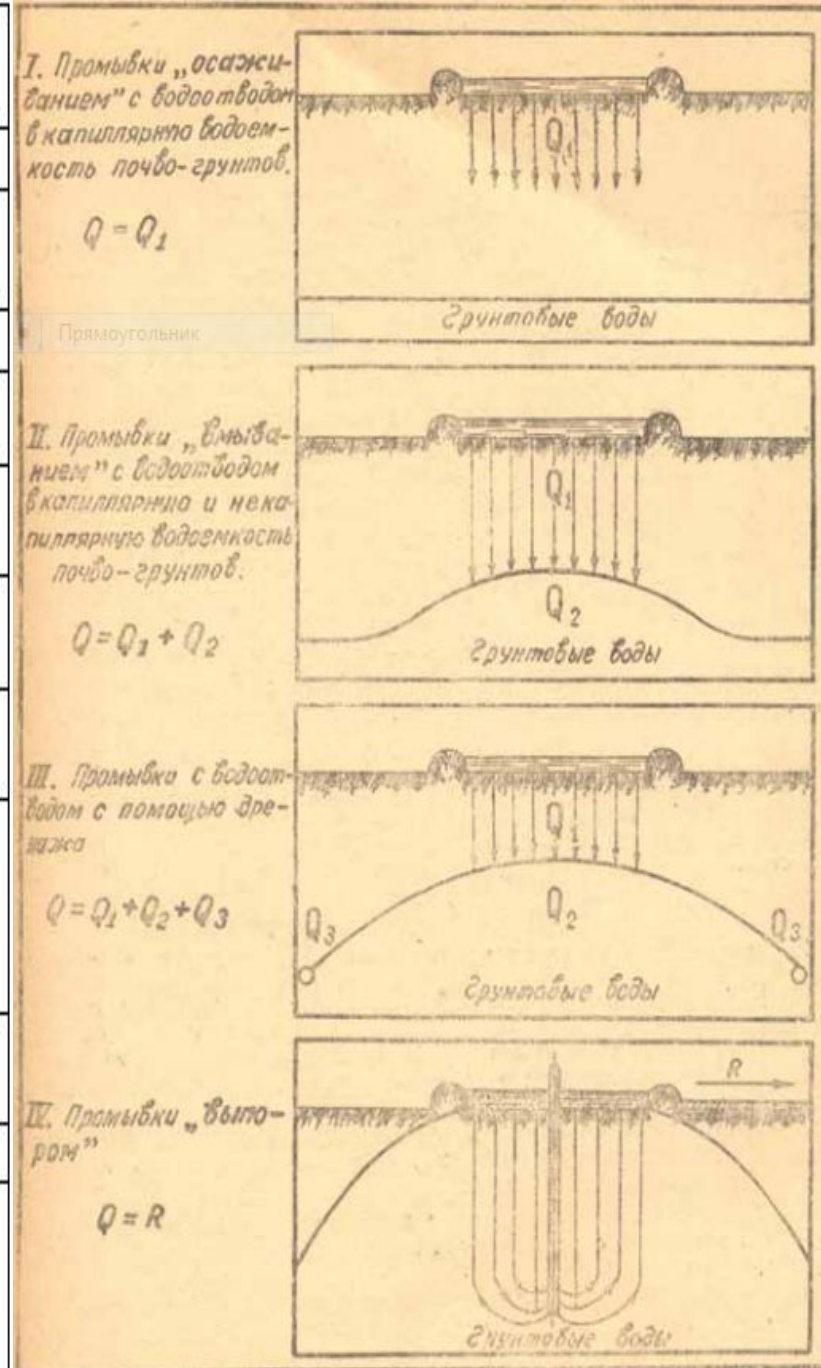 I. Промывки „осажи-
ванием” с водоотводом
в капиллярную водоем-
кость почво-грунтов.
Q = Q₁
Q₁
Грунтовые воды
Прямоугольник
II. Промывки „вмыва-
нием” с водоотводом
в капиллярную и нека-
пиллярную водоемкость
почво-грунтов.
Q = Q₁ + Q₂
Q₁
Q₂
Грунтовые воды
III. Промывки с водоот-
водом с помощью дре-
нажа
Q = Q₁ + Q₂ + Q₃
Q₁
Q₃
Q₂
Q₃
Грунтовые воды
IV. Промывки „выпо-
ром”
Q = R
R
Грунтовые воды